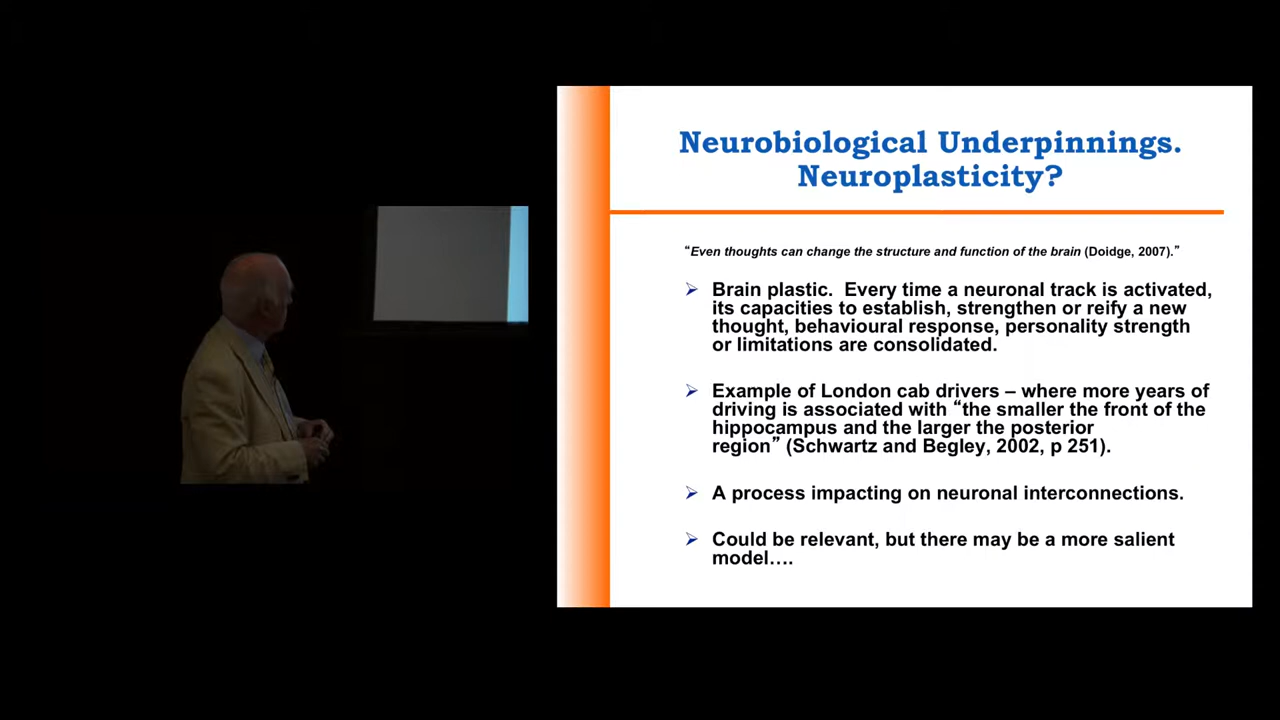 Neurobiological Underpinnings.
Neuroplasticity?
“Even thoughts can change the structure and function of the brain (Doidge, 2007).”
Brain plastic.  Every time a neuronal track is activated,
its capacities to establish, strengthen or reify a new
thought, behavioural response, personality strength
or limitations are consolidated.
Example of London cab drivers – where more years of
driving is associated with “the smaller the front of the
hippocampus and the larger the posterior
region” (Schwartz and Begley, 2002, p 251).
A process impacting on neuronal interconnections.
Could be relevant, but there may be a more salient
model….